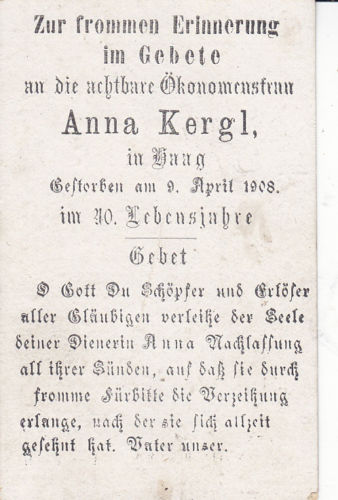 Zur frommen Erinnerung
im Gebete
an die achtbare Ökonomensfrau
Anna Kergl,
in Haag
Gestorben am 9. April 1908.
im 40. Lebensjahre
Gebet
O Gott Du Schöpfer und Erlöser
aller Gläubigen verleihe der Seele
deiner Dienerin Anna Nachlassung
all ihrer Sünden, auf daß sie durch
fromme Fürbitte die Verzeihung
erlange, nach der sie sich allzeit
gesehnt hat. Vater unser.